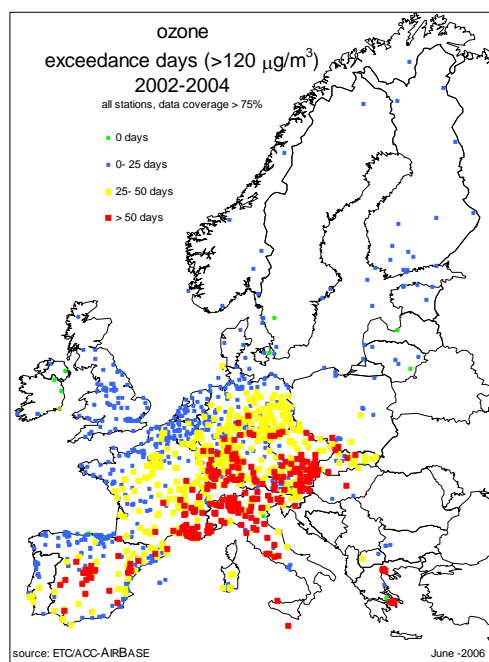 ozone
exceedance days (>120 μg/m³)
2002-2004
all stations, data coverage > 75%
0 days
0- 25 days
25- 50 days
> 50 days
source: ETC/ACC-AIRBASE
June -2006